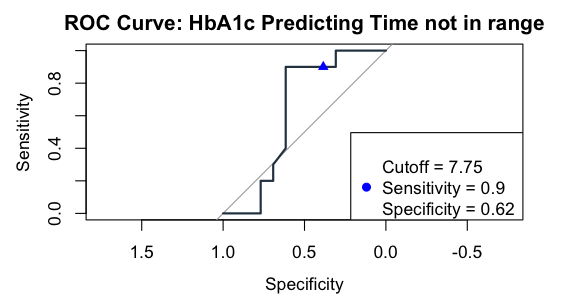 ROC Curve: HbA1c Predicting Time not in range
Sensitivity
0.8
0.4
0.0
Cutoff = 7.75
Sensitivity = 0.9
Specificity = 0.62
1.5 1.0 0.5 0.0 -0.5
Specificity